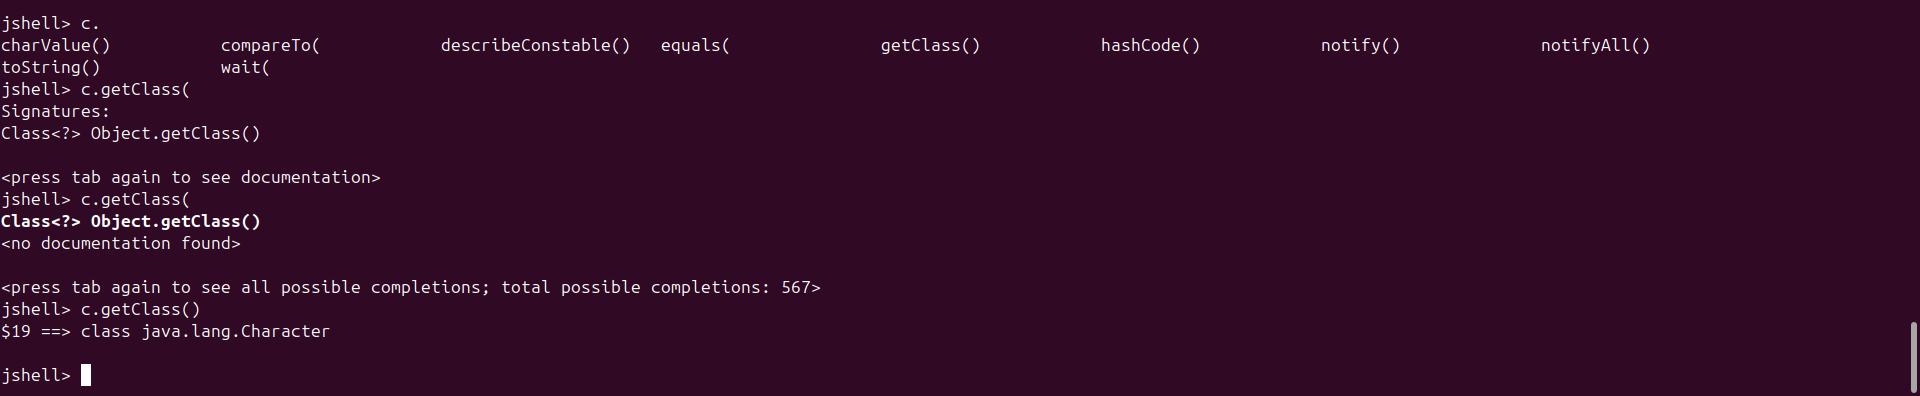 jshell> c.
charValue() compareTo( describeConstable() equals( getClass() hashCode() notify() notifyAll()
toString() wait(
jshell> c.getClass(
Signatures:
Class<?> Object.getClass()
<press tab again to see documentation>
jshell> c.getClass(
Class<?> Object.getClass()
<no documentation found>
<press tab again to see all possible completions; total possible completions: 567>
jshell> c.getClass()
$19 ==> class java.lang.Character
jshell>